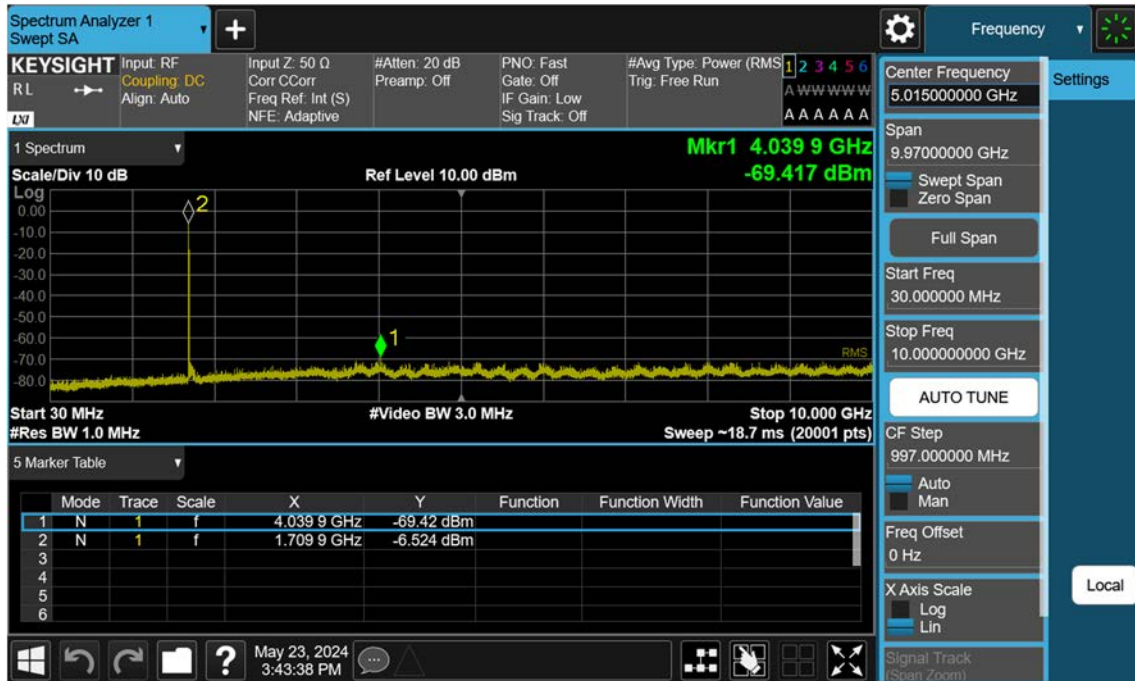 Spectrum Analyzer 1
Swept SA
+
Frequency
KEYSIGHT
R L
LXI
Input: RF
Coupling: DC
Align: Auto
Input Z: 50 Ω
Corr CCorr
Freq Ref: Int (S)
NFE: Adaptive
#Atten: 20 dB
Preamp: Off
PNO: Fast
Gate: Off
IF Gain: Low
Sig Track: Off
#Avg Type: Power (RMS
Trig: Free Run
1 2 3 4 5 6
A W W W W W
A A A A A A
1 Spectrum
Scale/Div 10 dB
Ref Level 10.00 dBm
Mkr1 4.039 9 GHz
-69.417 dBm
Log
0.00
-10.0
-20.0
-30.0
-40.0
-50.0
-60.0
-70.0
-80.0
2
1
RMS
Start 30 MHz
#Video BW 3.0 MHz
Stop 10.000 GHz
#Res BW 1.0 MHz
Sweep ~18.7 ms (20001 pts)
5 Marker Table
Mode Trace Scale X Y Function Function Width Function Value
1 N 1 f 4.039 9 GHz -69.42 dBm
2 N 1 f 1.709 9 GHz -6.524 dBm
3
4
5
6
May 23, 2024
3:43:38 PM
?
Center Frequency
5.015000000 GHz
Settings
Span
9.97000000 GHz
Swept Span
Zero Span
Full Span
Start Freq
30.000000 MHz
Stop Freq
10.000000000 GHz
AUTO TUNE
CF Step
997.000000 MHz
Auto
Man
Freq Offset
0 Hz
X Axis Scale
Log
Lin
Local
Signal Track
(Span Zoom)